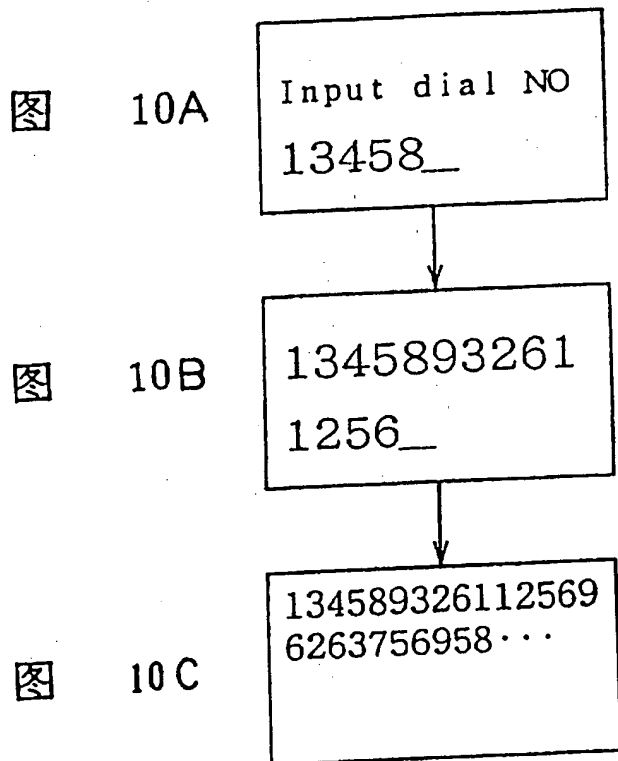 图 10A
Input dial NO
13458_
图 10B
1345893261
1256_
图 10C
134589326112569
6263756958···